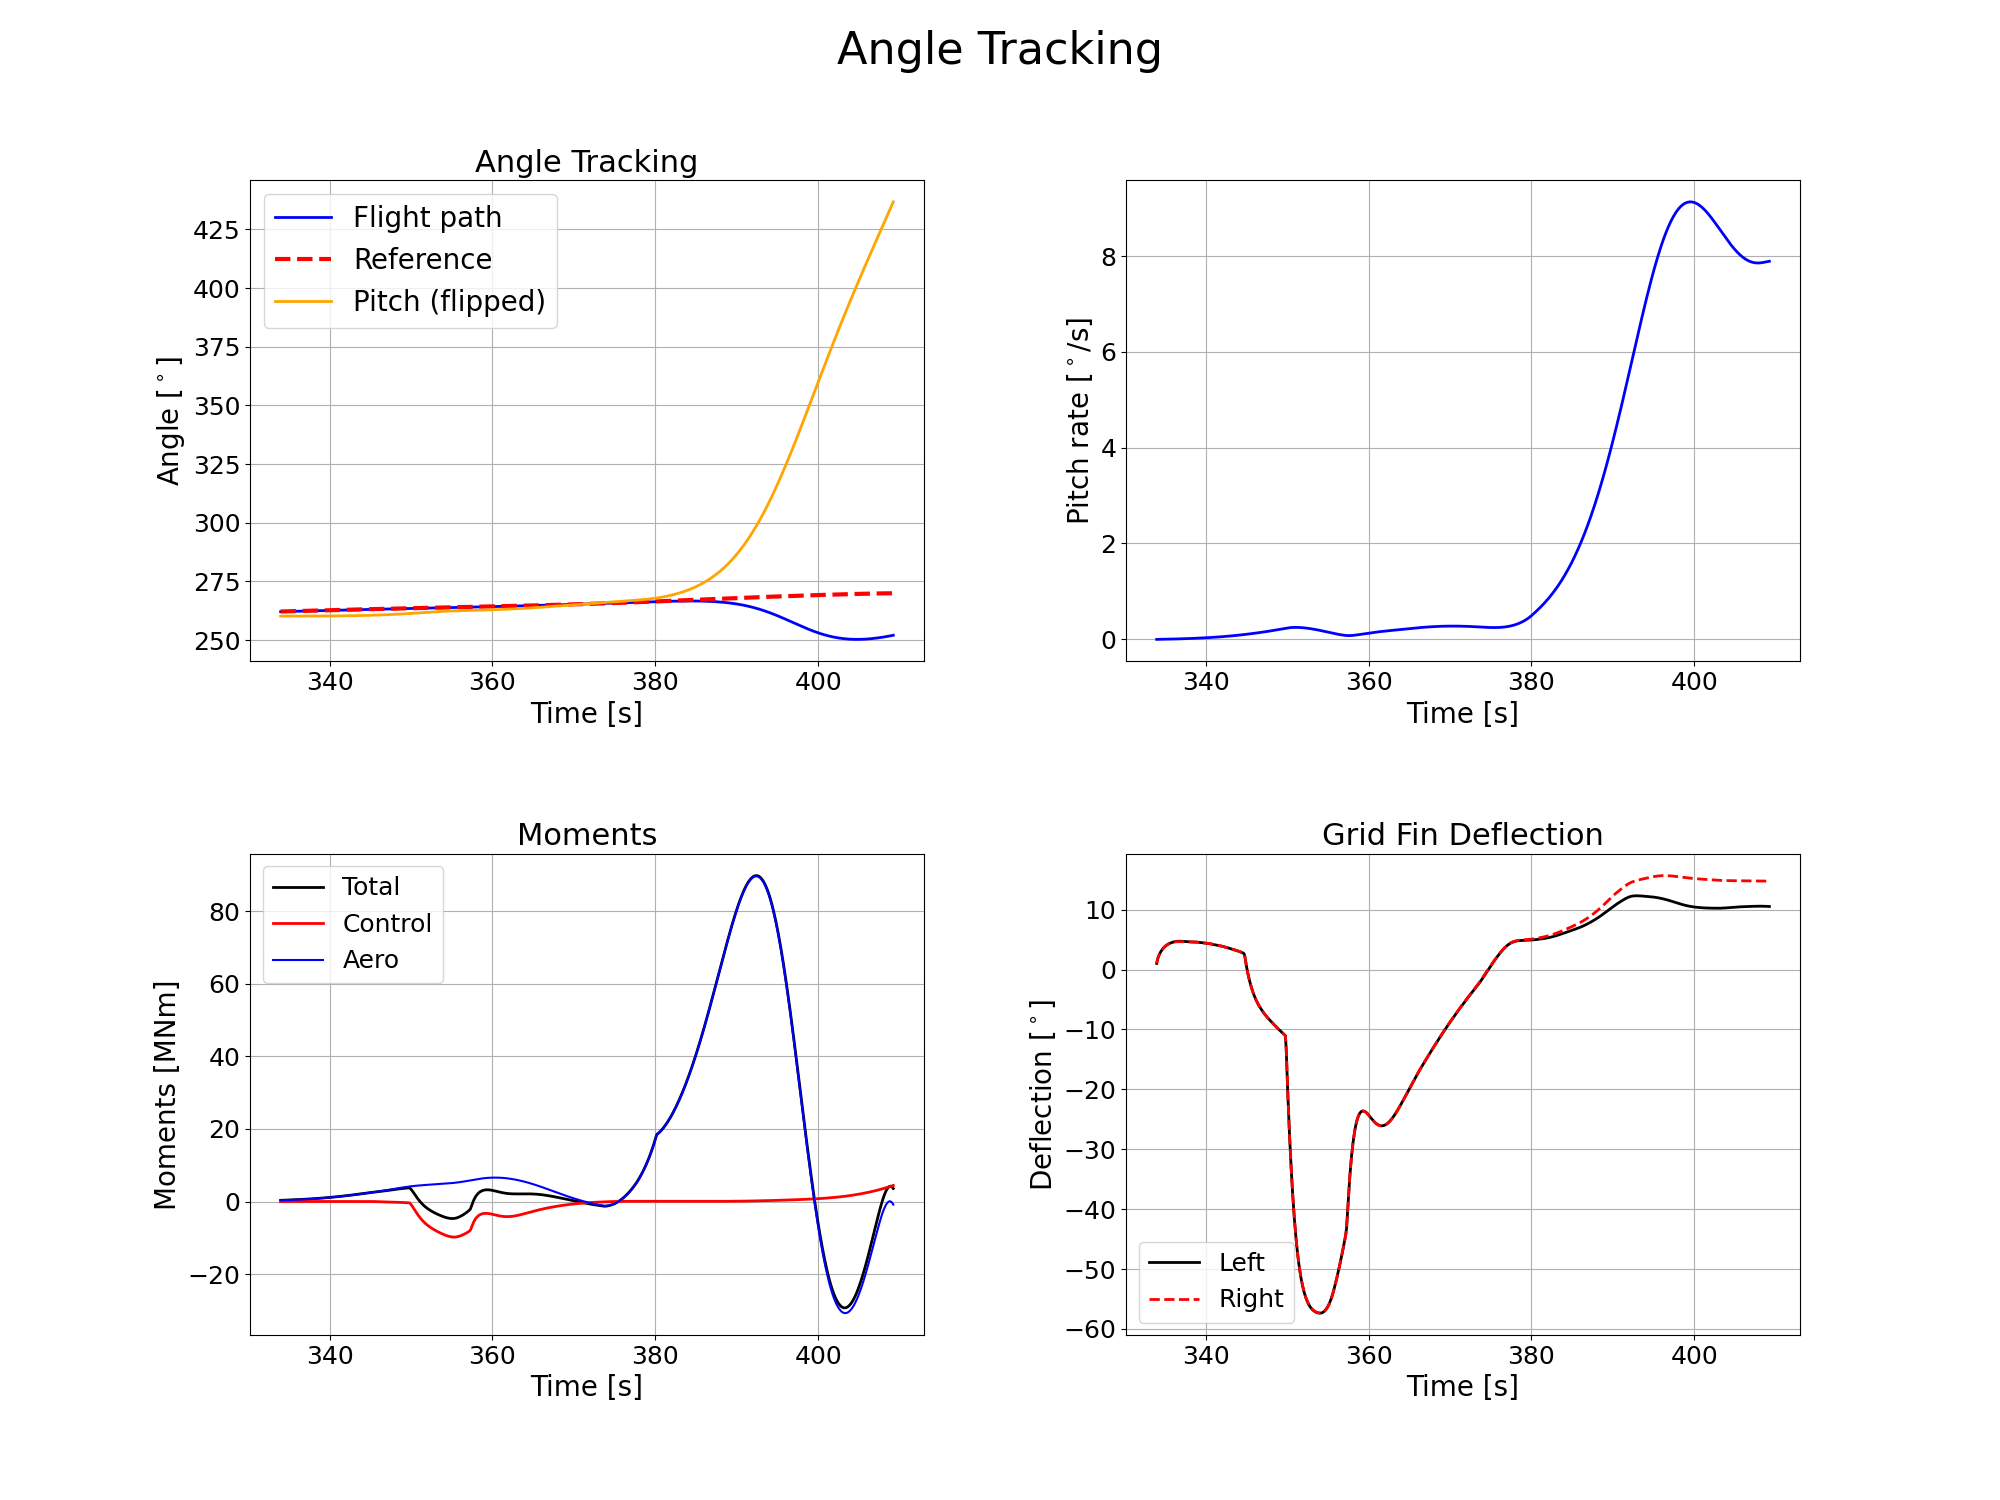 Angle Tracking
Angle Tracking
Flight path
Reference
Pitch (flipped)
Angle [°]
425
400
375
350
325
300
275
250
340 360 380 400
Time [s]
Pitch rate [°/s]
8
6
4
2
0
340 360 380 400
Time [s]
Moments
Total
Control
Aero
Moments [MNm]
80
60
40
20
0
−20
340 360 380 400
Time [s]
Grid Fin Deflection
Deflection [°]
10
0
−10
−20
−30
−40
−50
−60
Left
Right
340 360 380 400
Time [s]